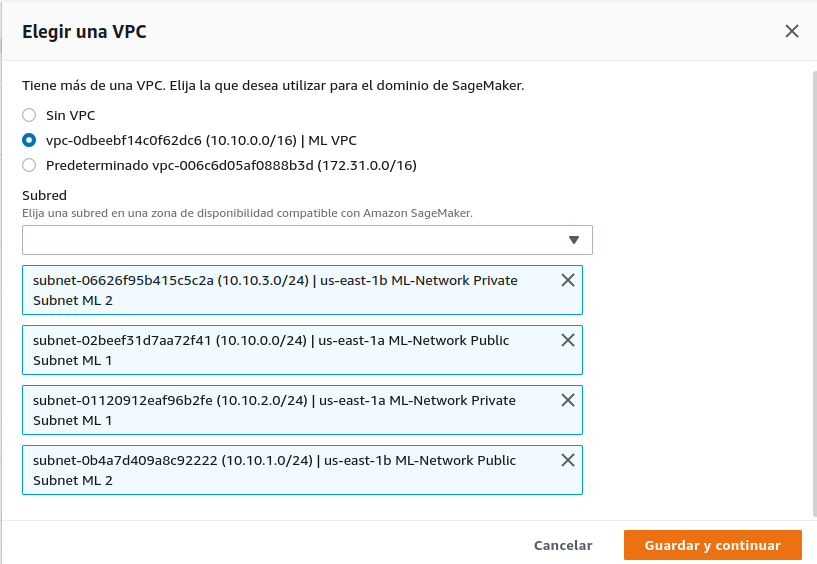 Elegir una VPC
Tiene más de una VPC. Elija la que desea utilizar para el dominio de SageMaker.
Sin VPC
vpc-0dbeebf14c0f62dc6 (10.10.0.0/16) | ML VPC
Predeterminado vpc-006c6d05af0888b3d (172.31.0.0/16)
Subred
Elija una subred en una zona de disponibilidad compatible con Amazon SageMaker.
subnet-06626f95b415c5c2a (10.10.3.0/24) | us-east-1b ML-Network Private
Subnet ML 2
subnet-02beef31d7aa72f41 (10.10.0.0/24) | us-east-1a ML-Network Public
Subnet ML 1
subnet-01120912eaf96b2fe (10.10.2.0/24) | us-east-1a ML-Network Private
Subnet ML 1
subnet-0b4a7d409a8c92222 (10.10.1.0/24) | us-east-1b ML-Network Public
Subnet ML 2
Cancelar
Guardar y continuar